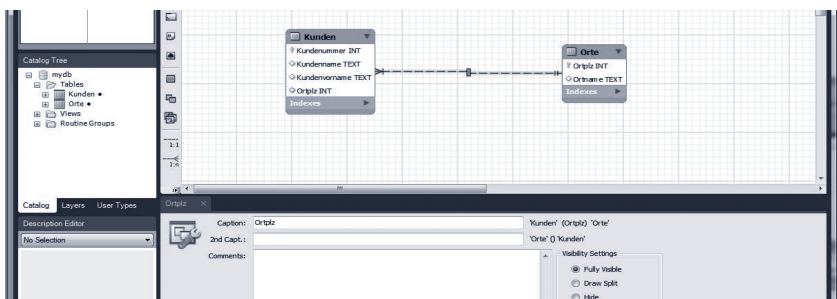 Kunden
Kundenummer INT
Kundenname TEXT
Kundenvorname TEXT
Ortplz INT
Indexes
Orte
Ortplz INT
Ortname TEXT
Indexes
Catalog Tree
mydb
Tables
Kunden •
Orte •
Views
Routine Groups
1:1
1:n
Catalog Layers User Types
Ortplz ×
Description Editor
No Selection
Caption: Ortplz
'Kunden' (Ortplz) 'Orte'
2nd Capt.:
'Orte' () 'Kunden'
Comments:
Visibility Settings
Fully Visible
Draw Split
Hide